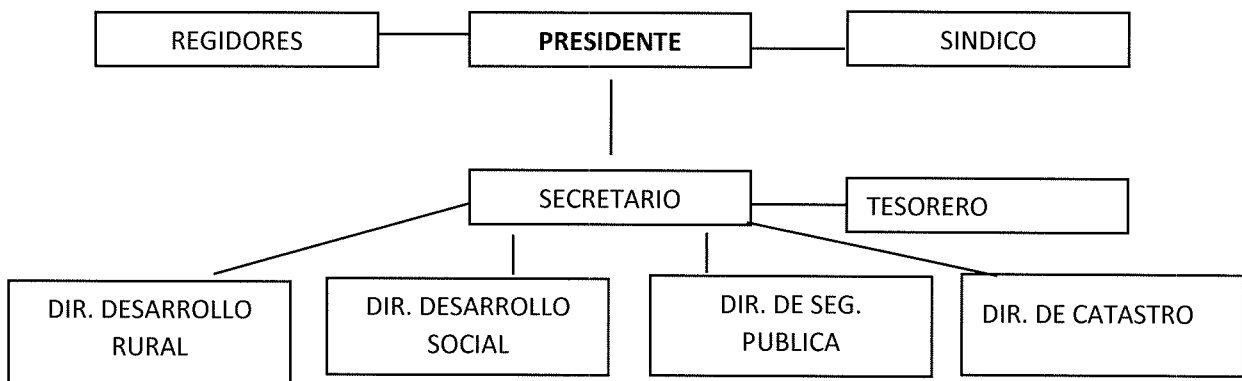 REGIDORES
PRESIDENTE
SINDICO
SECRETARIO
TESORERO
DIR. DESARROLLO
RURAL
DIR. DESARROLLO
SOCIAL
DIR. DE SEG.
PUBLICA
DIR. DE CATASTRO